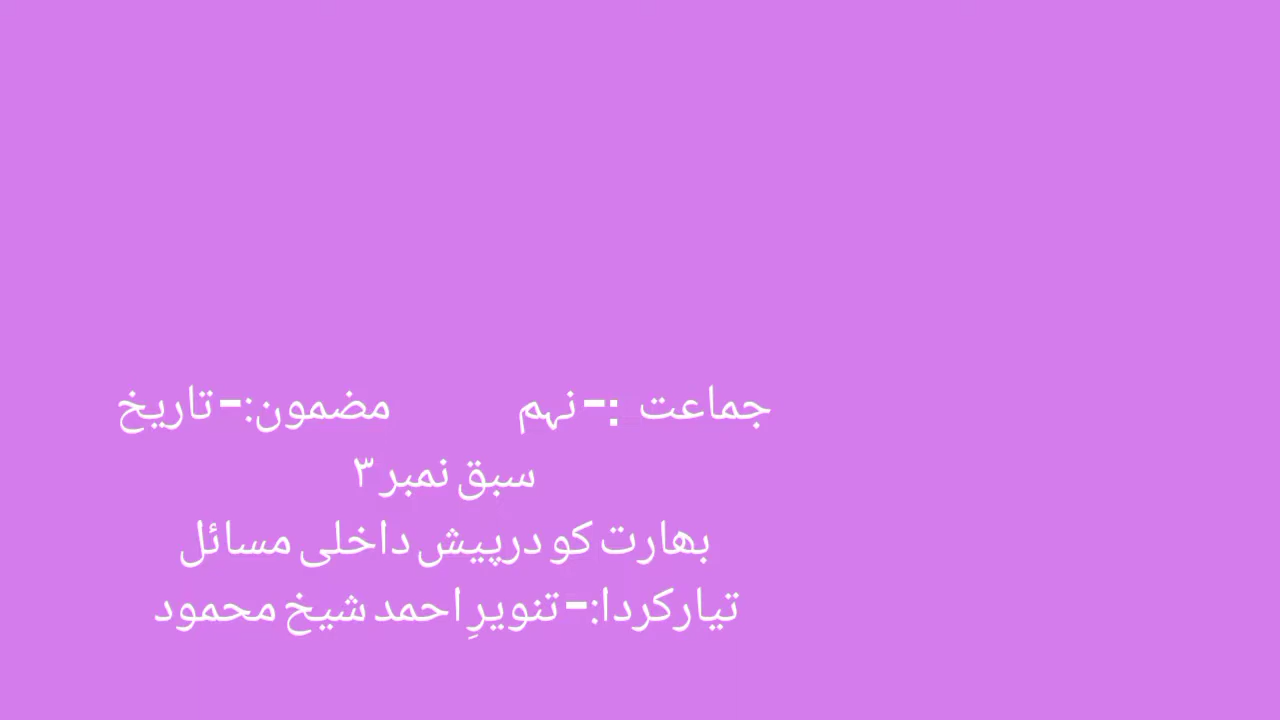 جماعت :- نہم مضمون:- تاریخ
سبق نمبر ۳
بھارت کو درپیش داخلی مسائل
تیارکردا:- تنویرِ احمد شیخ محمود